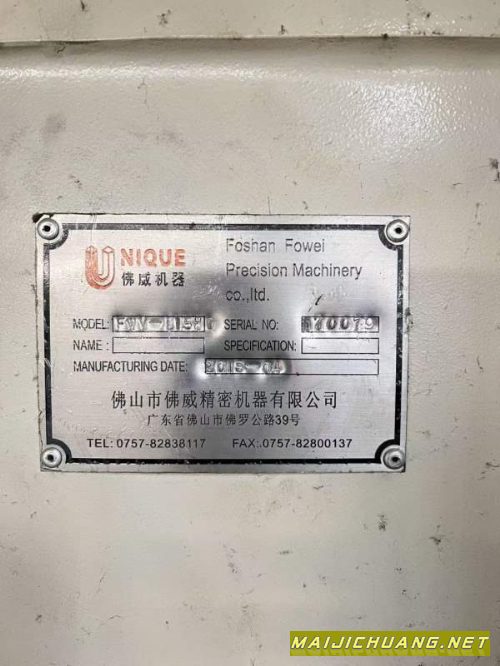 UNIQUE
佛威机器
Foshan Fowei
Precision Machinery
co.,ltd.
MODEL: SERIAL NO:
NAME : SPECIFICATION:
MANUFACTURING DATE:
佛山市佛威精密机器有限公司
广东省佛山市佛罗公路39号
TEL: 0757-82838117 FAX:.0757-82800137
MAIJICHUANG.NET